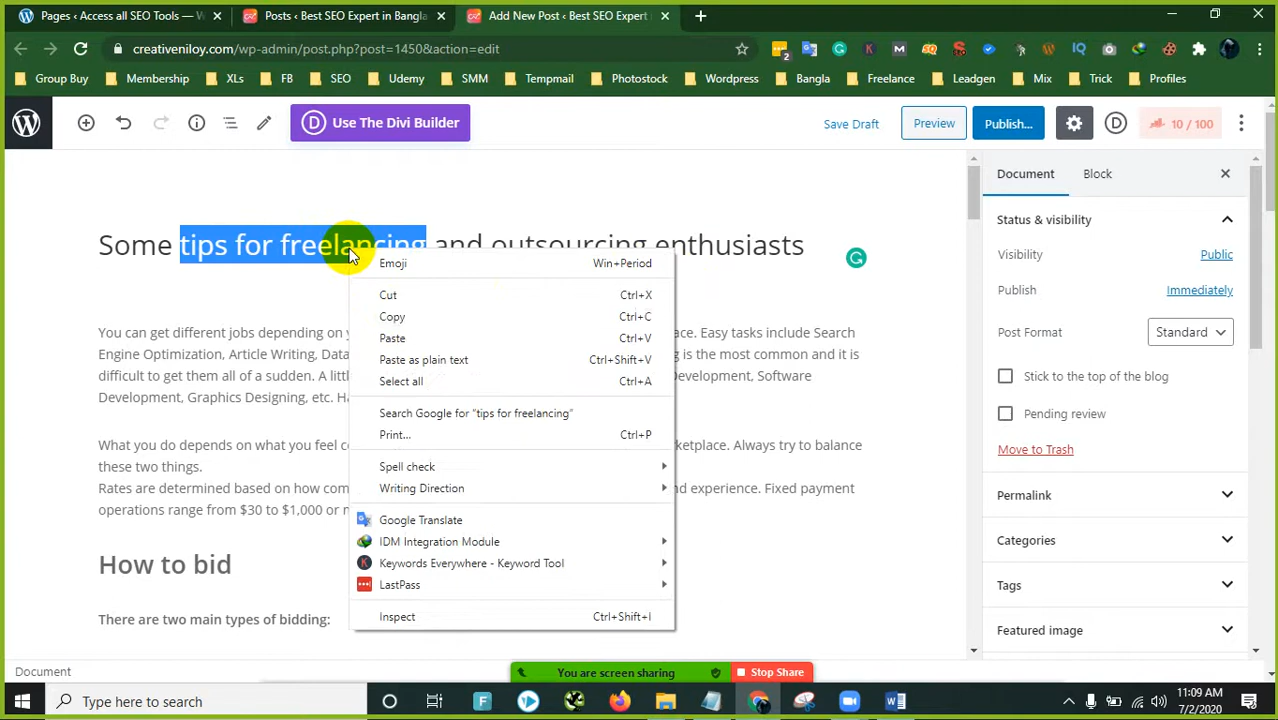 Pages ‹ Access all SEO Tools — W
Posts ‹ Best SEO Expert in Bangla
Add New Post ‹ Best SEO Expert
creativeniloy.com/wp-admin/post.php?post=1450&action=edit
Group Buy
Membership
XLs
FB
SEO
Udemy
SMM
Tempmail
Photostock
Wordpress
Bangla
Freelance
Leadgen
Mix
Trick
Profiles
Use The Divi Builder
Save Draft
Preview
Publish...
10 / 100
Document
Block
Some tips for freelancing and outsourcing enthusiasts
Status & visibility
Visibility
Public
Publish
Immediately
Post Format
Standard
Stick to the top of the blog
Pending review
Move to Trash
Permalink
Categories
Tags
Featured image
Emoji Win+Period
Cut Ctrl+X
Copy Ctrl+C
Paste Ctrl+V
Paste as plain text Ctrl+Shift+V
Select all Ctrl+A
Search Google for "tips for freelancing"
Print... Ctrl+P
Spell check
Writing Direction
Google Translate
IDM Integration Module
Keywords Everywhere - Keyword Tool
LastPass
Inspect Ctrl+Shift+I
You can get different jobs depending on place. Easy tasks include Search
Engine Optimization, Article Writing, Data g is the most common and it is
difficult to get them all of a sudden. A little Development, Software
Development, Graphics Designing, etc.
What you do depends on what you feel ketplace. Always try to balance
these two things.
Rates are determined based on how and experience. Fixed payment
operations range from $30 to $1,000 or
How to bid
There are two main types of bidding:
Document
You are screen sharing
Stop Share
Type here to search
11:09 AM
7/2/2020